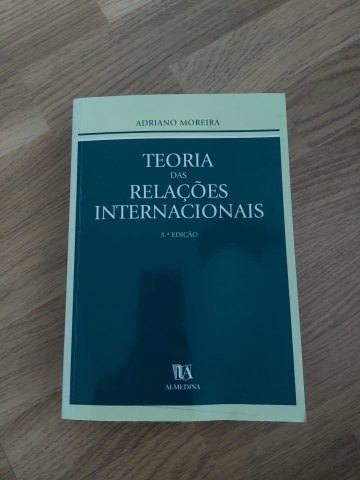 ADRIANO MOREIRA
TEORIA
DAS
RELAÇÕES
INTERNACIONAIS
3.ª EDIÇÃO
ALMEDINA